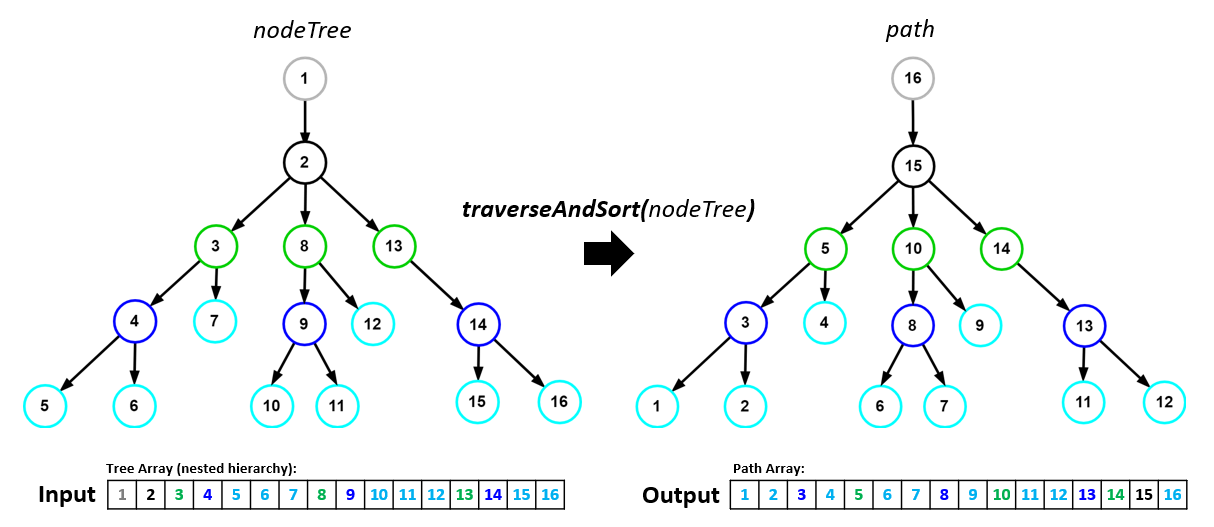 nodeTree
1
2
3 8 13
4 7 9 12 14
5 6 10 11 15 16
traverseAndSort(nodeTree)
path
16
15
5 10 14
3 4 8 9 13
1 2 6 7 11 12
Tree Array (nested hierarchy):
Input 1 2 3 4 5 6 7 8 9 10 11 12 13 14 15 16
Path Array:
Output 1 2 3 4 5 6 7 8 9 10 11 12 13 14 15 16